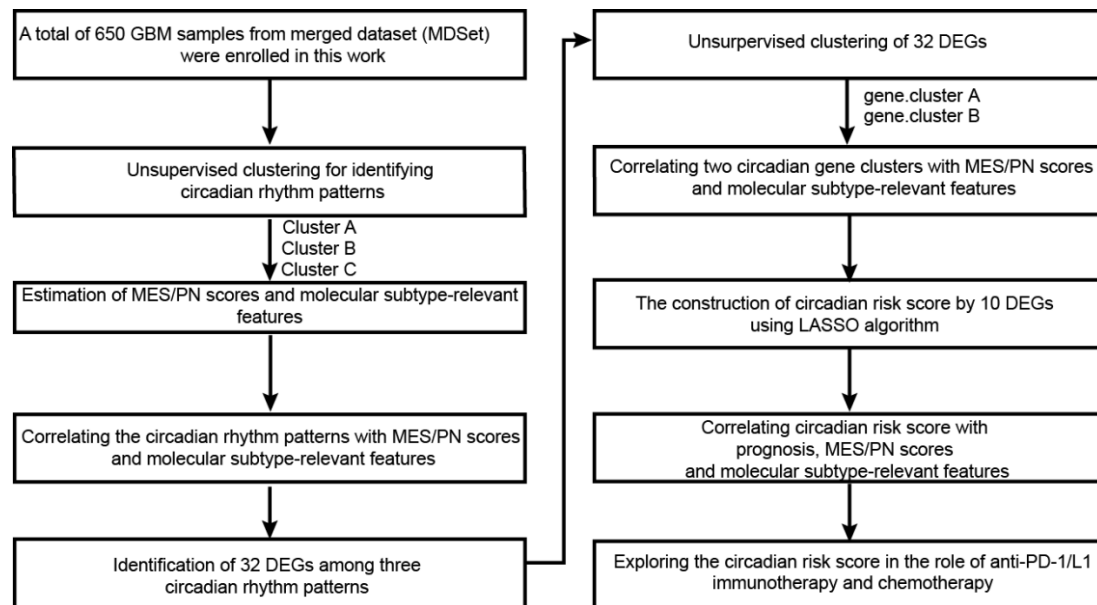 A total of 650 GBM samples from merged dataset (MDSet)
were enrolled in this work
Unsupervised clustering for identifying
circadian rhythm patterns
Cluster A
Cluster B
Cluster C
Estimation of MES/PN scores and molecular subtype-relevant
features
Correlating the circadian rhythm patterns with MES/PN scores
and molecular subtype-relevant features
Identification of 32 DEGs among three
circadian rhythm patterns
Unsurpervised clustering of 32 DEGs
gene.cluster A
gene.cluster B
Correlating two circadian gene clusters with MES/PN scores
and molecular subtype-relevant features
The construction of circadian risk score by 10 DEGs
using LASSO algorithm
Correlating circadian risk score with
prognosis, MES/PN scores
and molecular subtype-relevant features
Exploring the circadian risk score in the role of anti-PD-1/L1
immunotherapy and chemotherapy